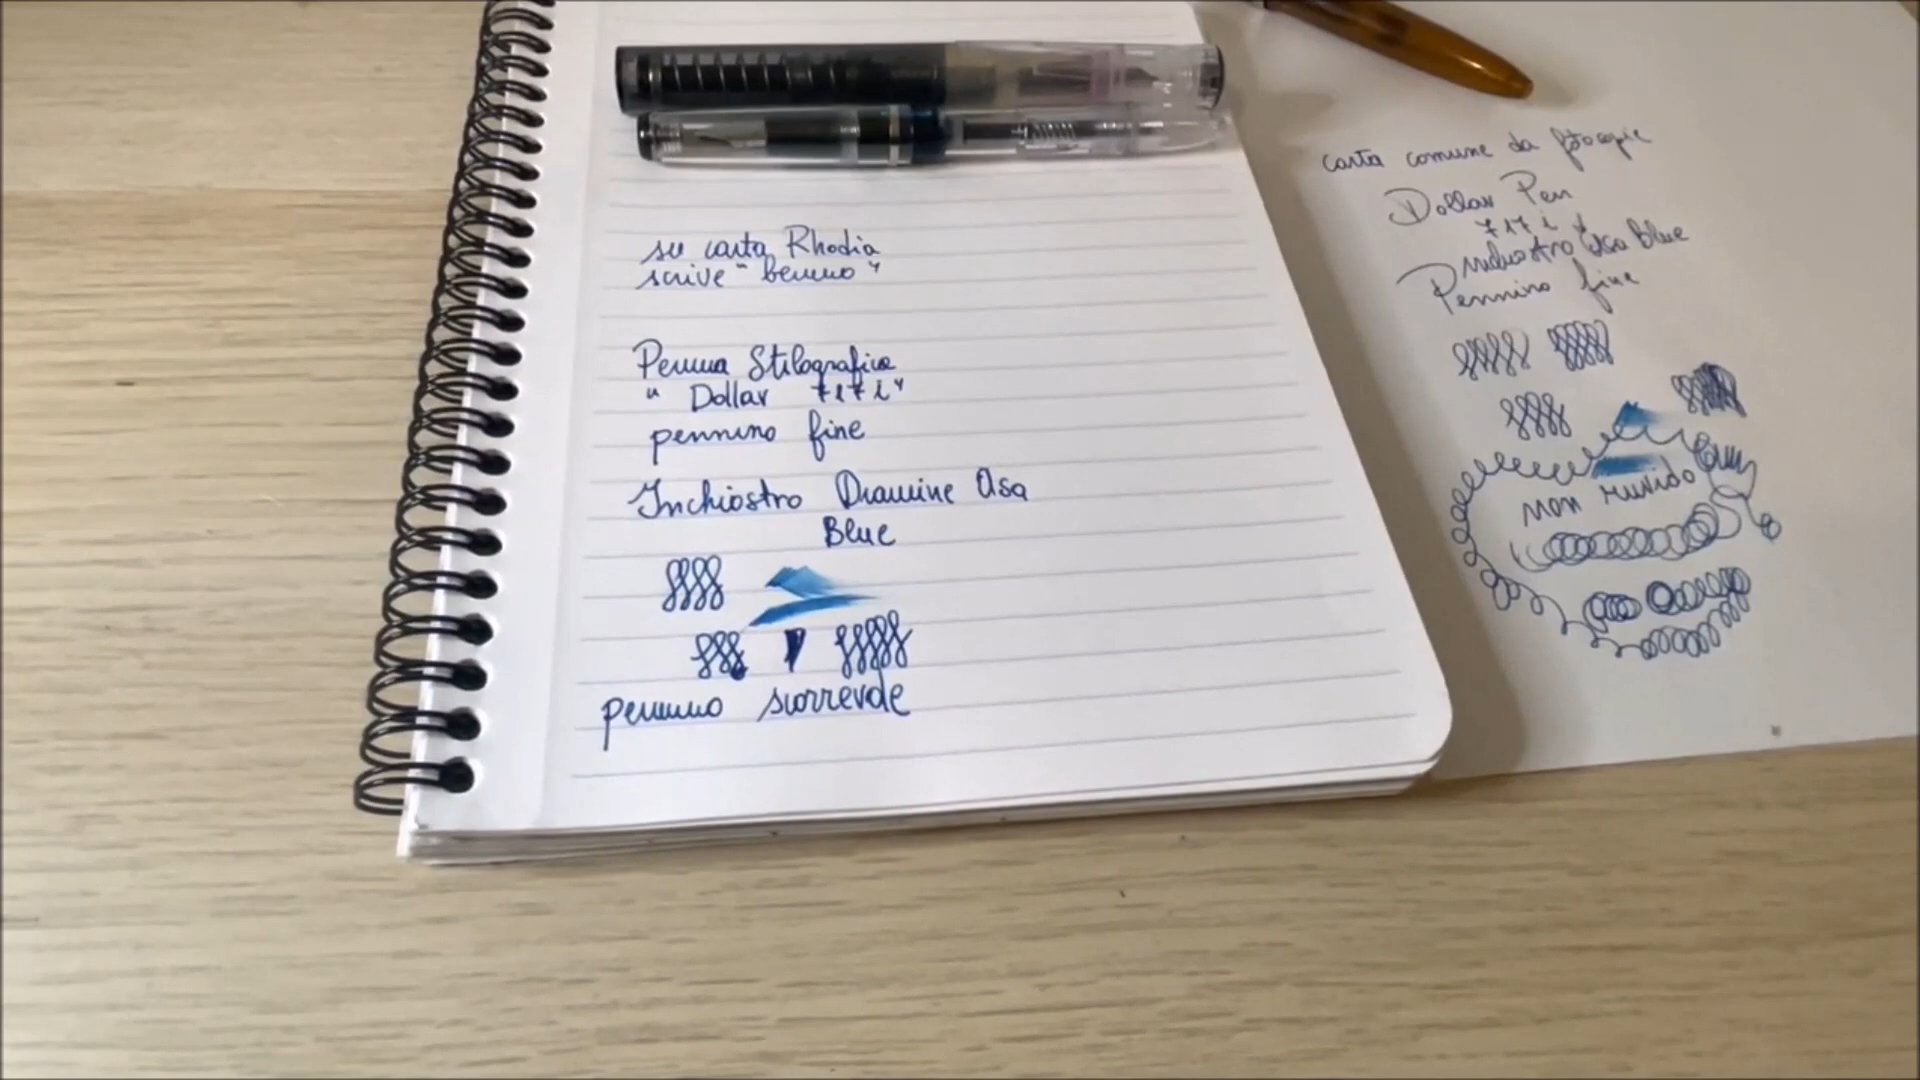 su carta Rhodia
scrive "benino"
Penna Stilografica
"Dollar 717i"
pennino fine
Inchiostro Diamine Asa
Blue
pennino scorrevole
carta comune da fotocopie
Dollar Pen
717 i
Inchiostro Asa Blue
Pennino fine
non ruvido